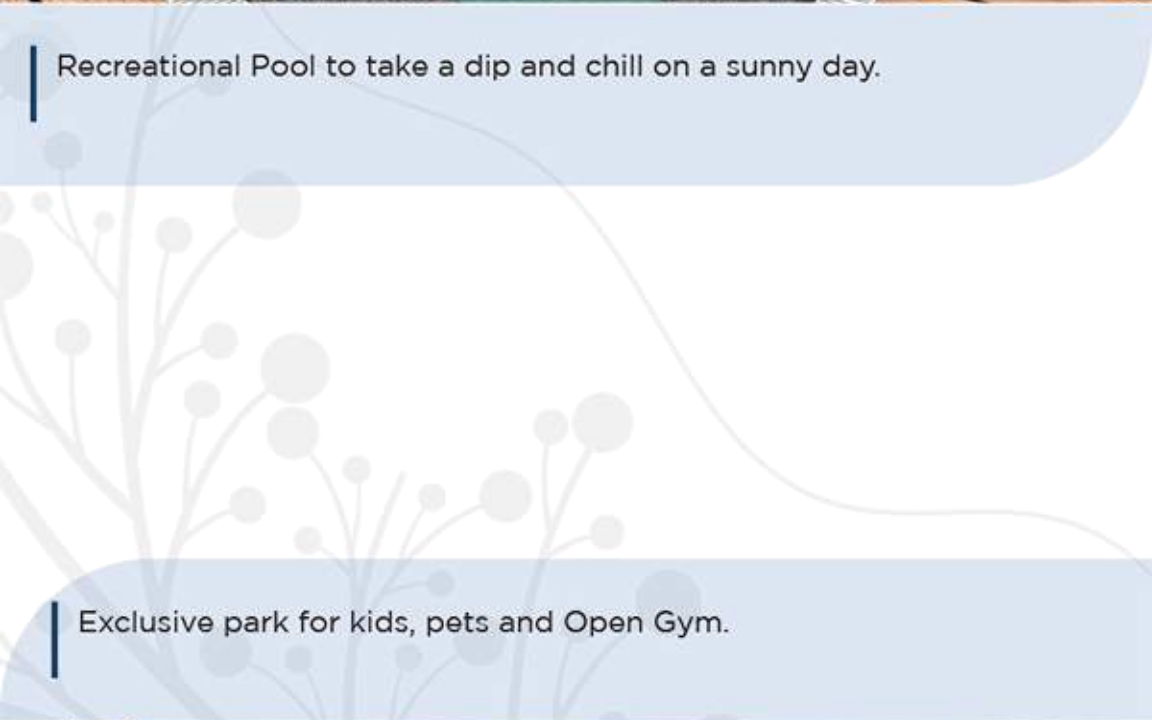 Recreational Pool to take a dip and chill on a sunny day.
Exclusive park for kids, pets and Open Gym.